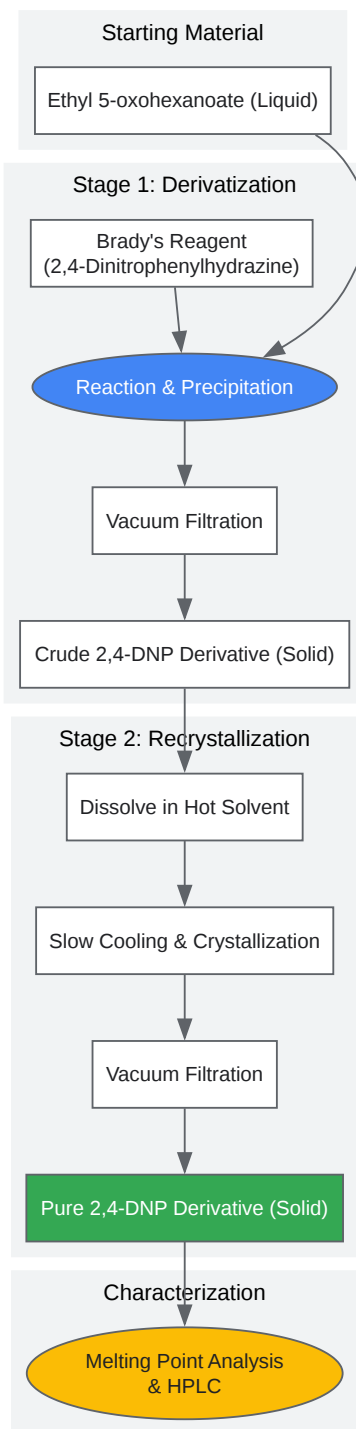 Starting Material
Ethyl 5-oxohexanoate (Liquid)
Stage 1: Derivatization
Brady's Reagent
(2,4-Dinitrophenylhydrazine)
Reaction & Precipitation
Vacuum Filtration
Crude 2,4-DNP Derivative (Solid)
Stage 2: Recrystallization
Dissolve in Hot Solvent
Slow Cooling & Crystallization
Vacuum Filtration
Pure 2,4-DNP Derivative (Solid)
Characterization
Melting Point Analysis
& HPLC